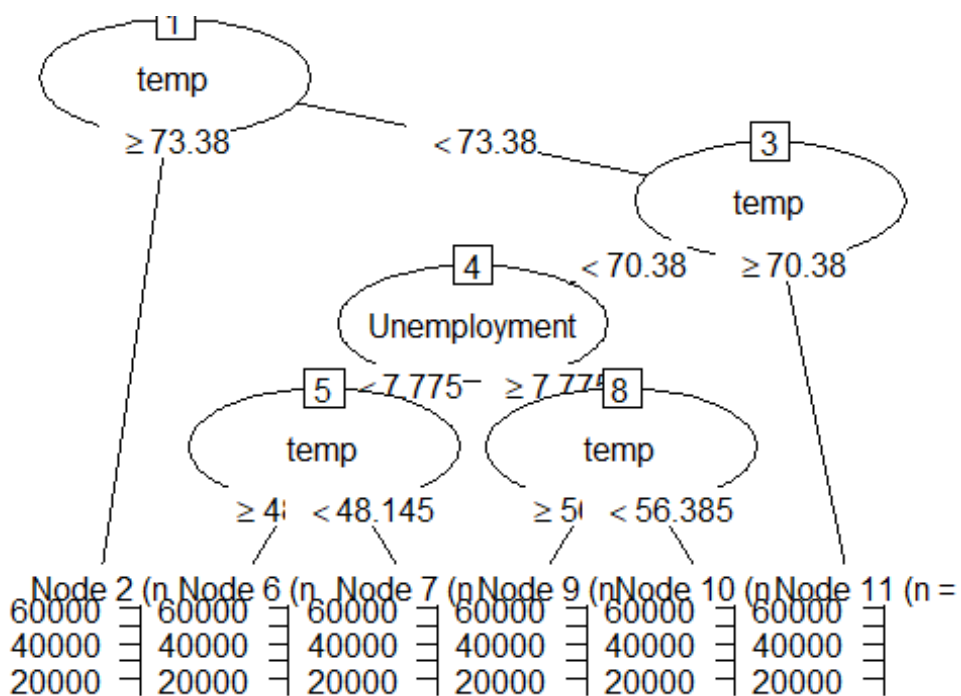 1
temp
≥ 73.38
< 73.38
3
temp
< 70.38
≥ 70.38
4
Unemployment
< 7.775
≥ 7.775
5
8
temp
temp
≥ 48
< 48.145
≥ 56
< 56.385
Node 2 (n
Node 6 (n
Node 7 (n
Node 9 (n
Node 10 (n
Node 11 (n =
60000 60000 60000 60000 60000 60000
40000 40000 40000 40000 40000 40000
20000 20000 20000 20000 20000 20000